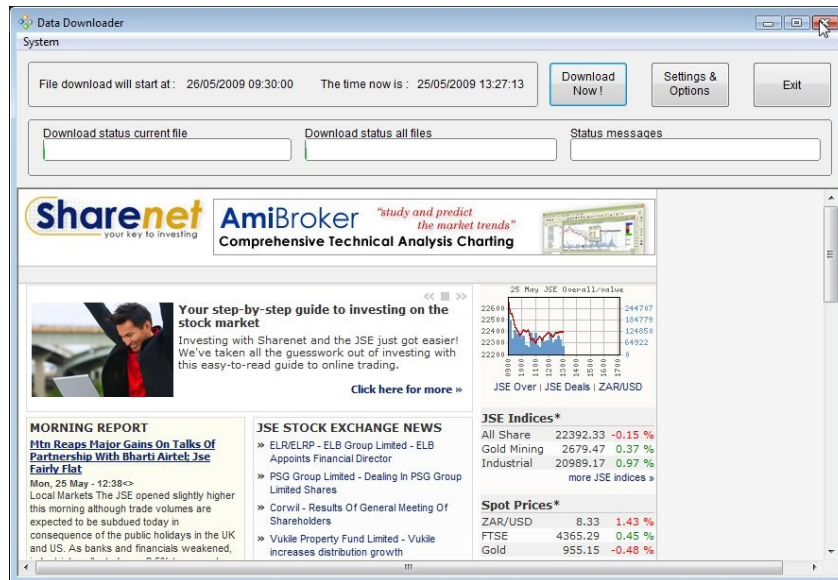 Data Downloader
System
File download will start at : 26/05/2009 09:30:00 The time now is : 25/05/2009 13:27:13
Download
Now !
Settings &
Options
Exit
Download status current file
Download status all files
Status messages
Sharenet
your key to investing
AmiBroker
"study and predict
the market trends"
Comprehensive Technical Analysis
Charting
Your step-by-step guide to investing on the
stock market
Investing with Sharenet and the JSE just got easier!
We've taken all the guesswork out of investing with
this easy-to-read guide to online trading.
Click here for more »
25 May JSE Overall/value
22600 244707
22500 184779
22400 124850
22300 64922
22200 0
0900 1000 1100 1200 1300 1400 1500 1600 1700
JSE Over | JSE Deals | ZAR/USD
MORNING REPORT
Mtn Reaps Major Gains On Talks Of
Partnership With Bharti Airtel; Jse
Fairly Flat
Mon, 25 May - 12:38<>
Local Markets The JSE opened slightly higher
this morning although trade volumes are
expected to be subdued today in
consequence of the public holidays in the UK
and US. As banks and financials weakened,
JSE STOCK EXCHANGE NEWS
» ELR/ELRP - ELB Group Limited - ELB
Appoints Financial Director
» PSG Group Limited - Dealing In PSG Group
Limited Shares
» Corwil - Results Of General Meeting Of
Shareholders
» Vukile Property Fund Limited - Vukile
increases distribution growth
JSE Indices*
All Share 22392.33 -0.15 %
Gold Mining 2679.47 0.37 %
Industrial 20989.17 0.97 %
more JSE indices »
Spot Prices*
ZAR/USD 8.33 1.43 %
FTSE 4365.29 0.45 %
Gold 955.15 -0.48 %